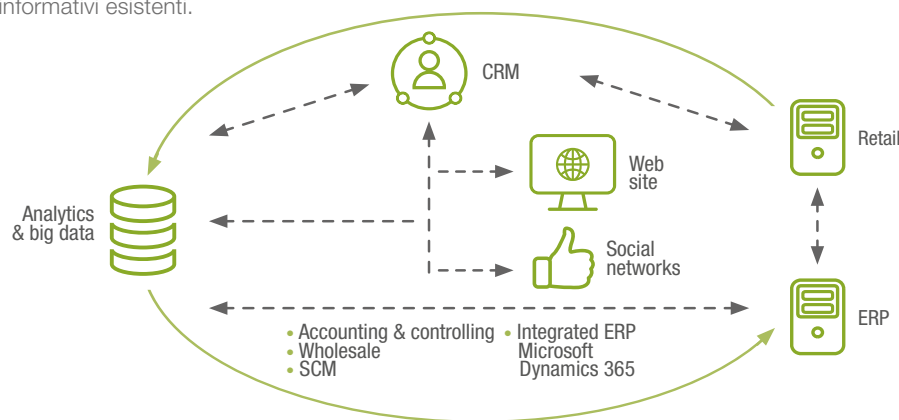 informativi esistenti.
CRM
Retail
Web
site
Analytics
& big data
Social
networks
ERP
• Accounting & controlling
• Wholesale
• SCM
• Integrated ERP
Microsoft
Dynamics 365